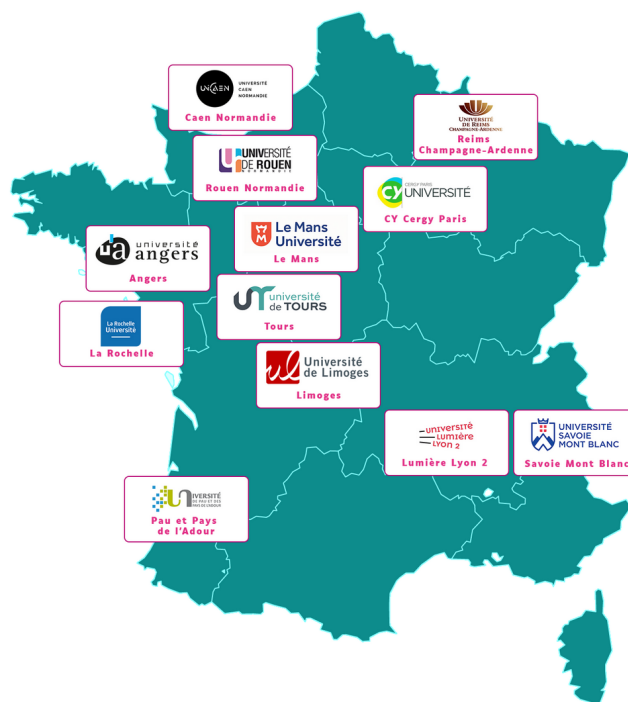 UNICAEN
UNIVERSITÉ
CAEN
NORMANDIE
Caen Normandie
UNIVERSITÉ
DE REIMS
CHAMPAGNE-ARDENNE
Reims
Champagne-Ardenne
UNIVERSITÉ
DE ROUEN
NORMANDIE
Rouen Normandie
CY
CERGY PARIS
UNIVERSITÉ
CY Cergy Paris
Le Mans
Université
Le Mans
ua
université
angers
Angers
université
de TOURS
Tours
La Rochelle
Université
La Rochelle
ul
Université
de Limoges
Limoges
UNIVERSITÉ
LUMIÈRE
LYON 2
Lumière Lyon 2
UNIVERSITÉ
SAVOIE
MONT BLANC
Savoie Mont Blanc
UNIVERSITÉ
DE PAU ET DES
PAYS DE L'ADOUR
Pau et Pays
de l'Adour